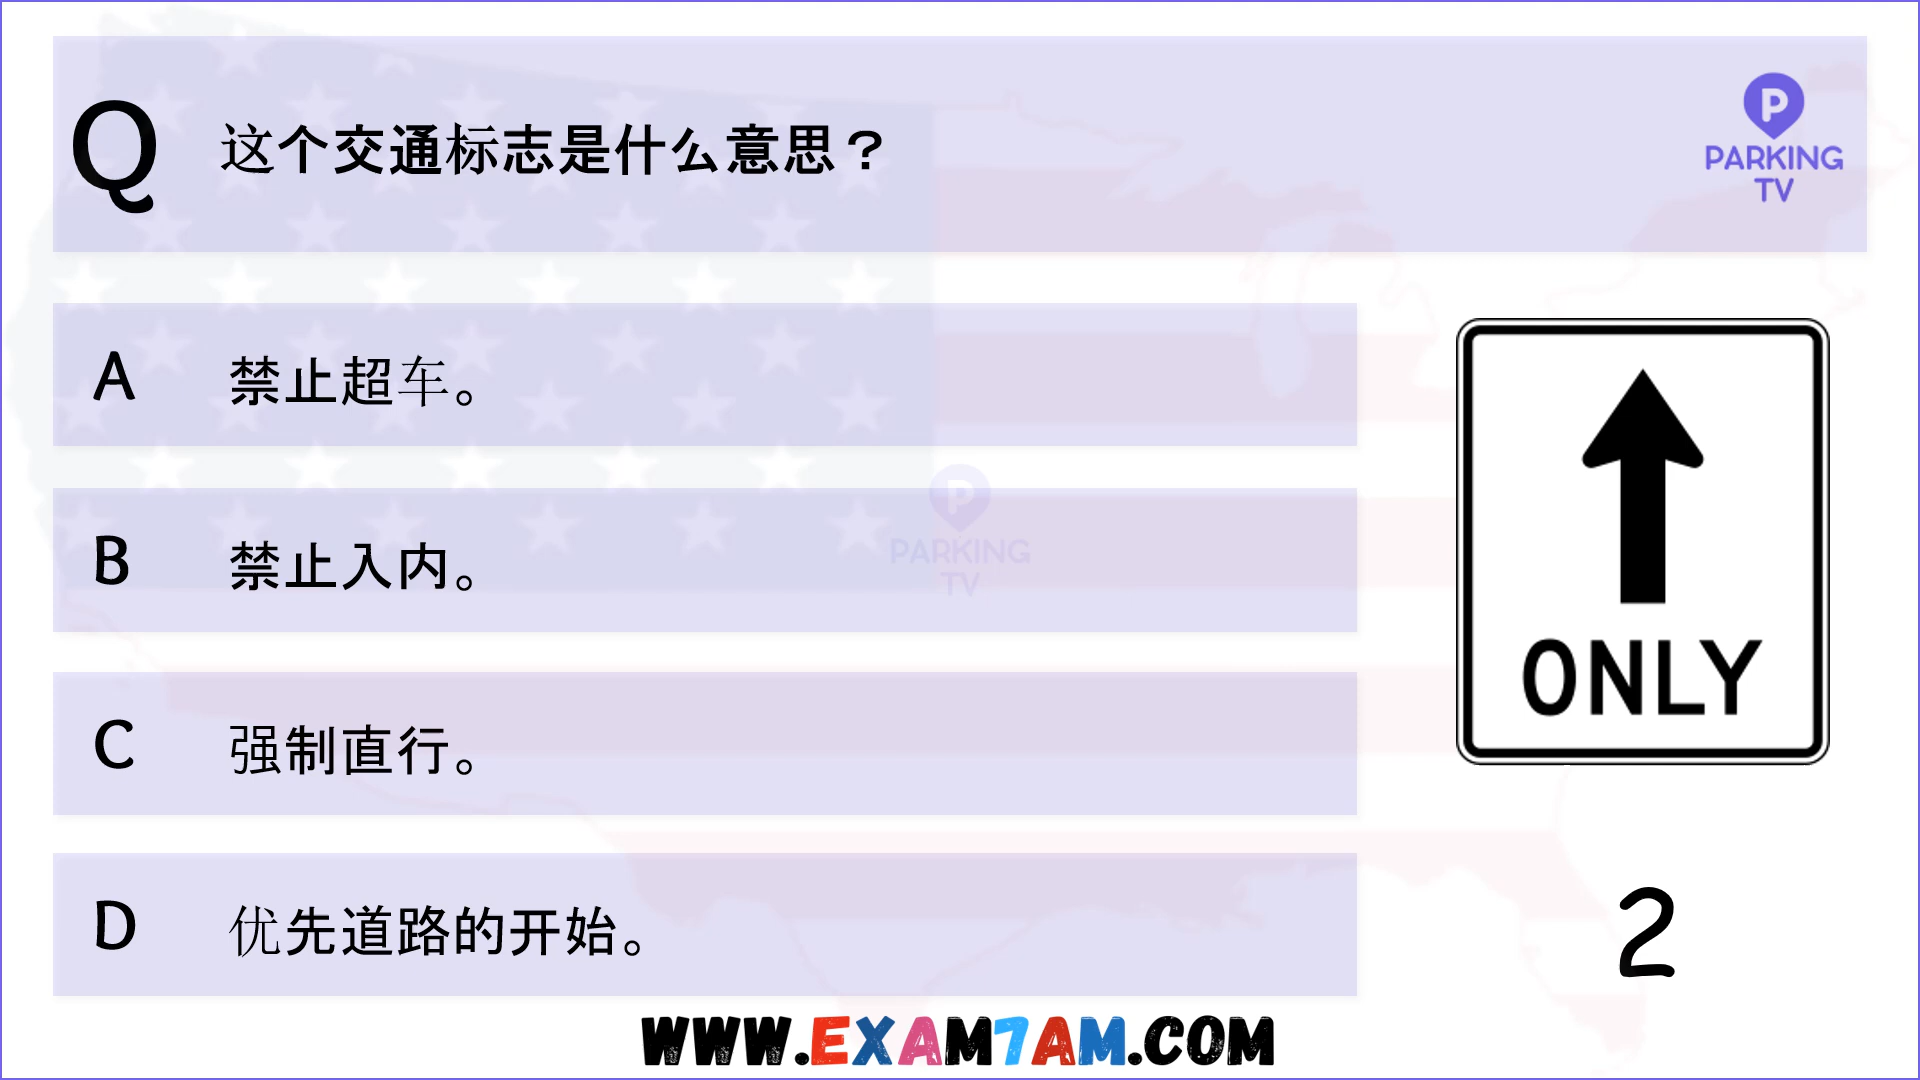 Q 这个交通标志是什么意思？
PARKING
TV
A 禁止超车。
B 禁止入内。
PARKING
TV
C 强制直行。
D 优先道路的开始。
ONLY
2
WWW.EXAM7AM.COM